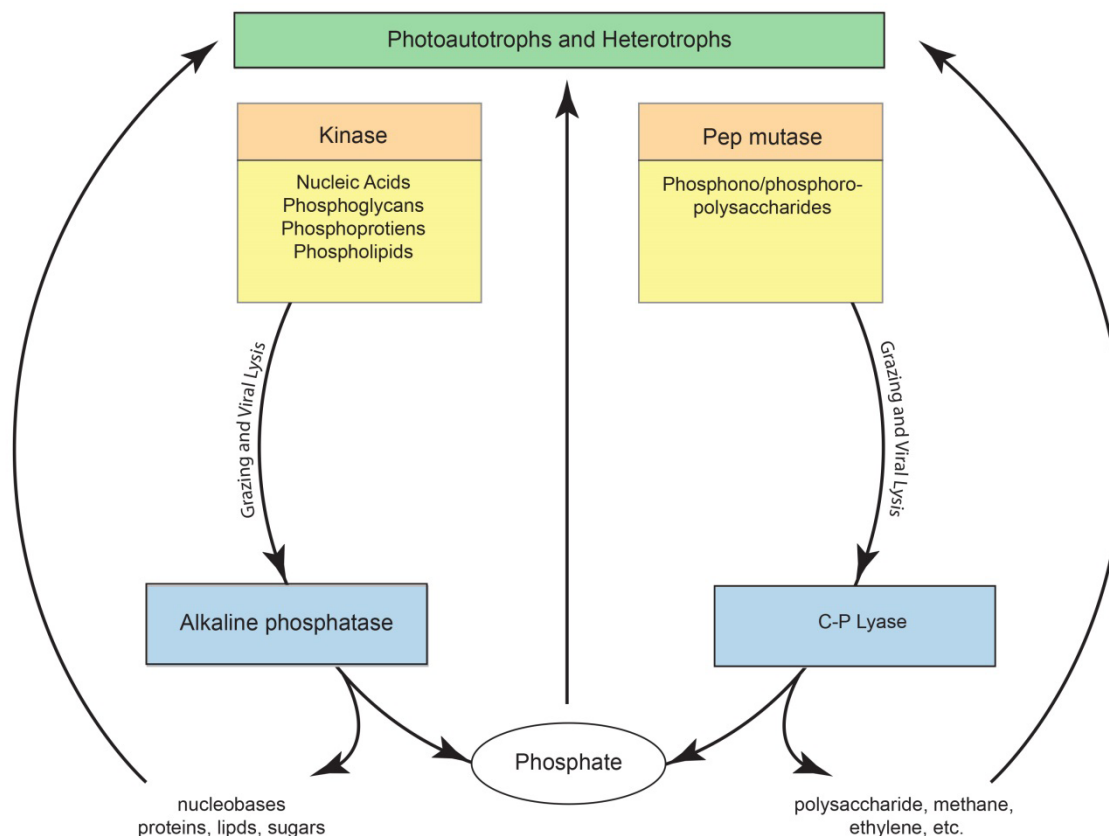 Photoautotrophs and Heterotrophs
Kinase
Nucleic Acids
Phosphoglycans
Phosphoprotiens
Phospholipids
Pep mutase
Phosphono/phosphoro-
polysaccharides
Grazing and Viral Lysis
Grazing and Viral Lysis
Alkaline phosphatase
C-P Lyase
Phosphate
nucleobases
proteins, lipds, sugars
polysaccharide, methane,
ethylene, etc.